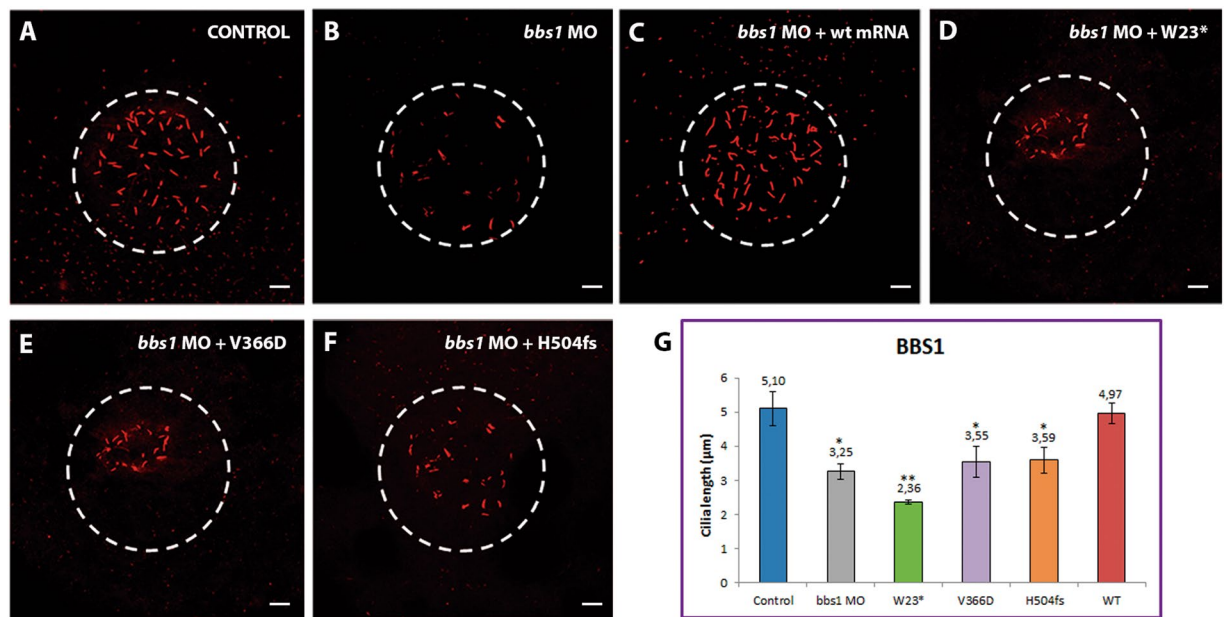 A CONTROL
B bbs1 MO
C bbs1 MO + wt mRNA
D bbs1 MO + W23*
E bbs1 MO + V366D
F bbs1 MO + H504fs
G
BBS1
Cilia length (μm)
6
5
4
3
2
1
0
5,10
*
3,25
**
2,36
*
3,55
*
3,59
4,97
Control bbs1 MO W23* V366D H504fs WT